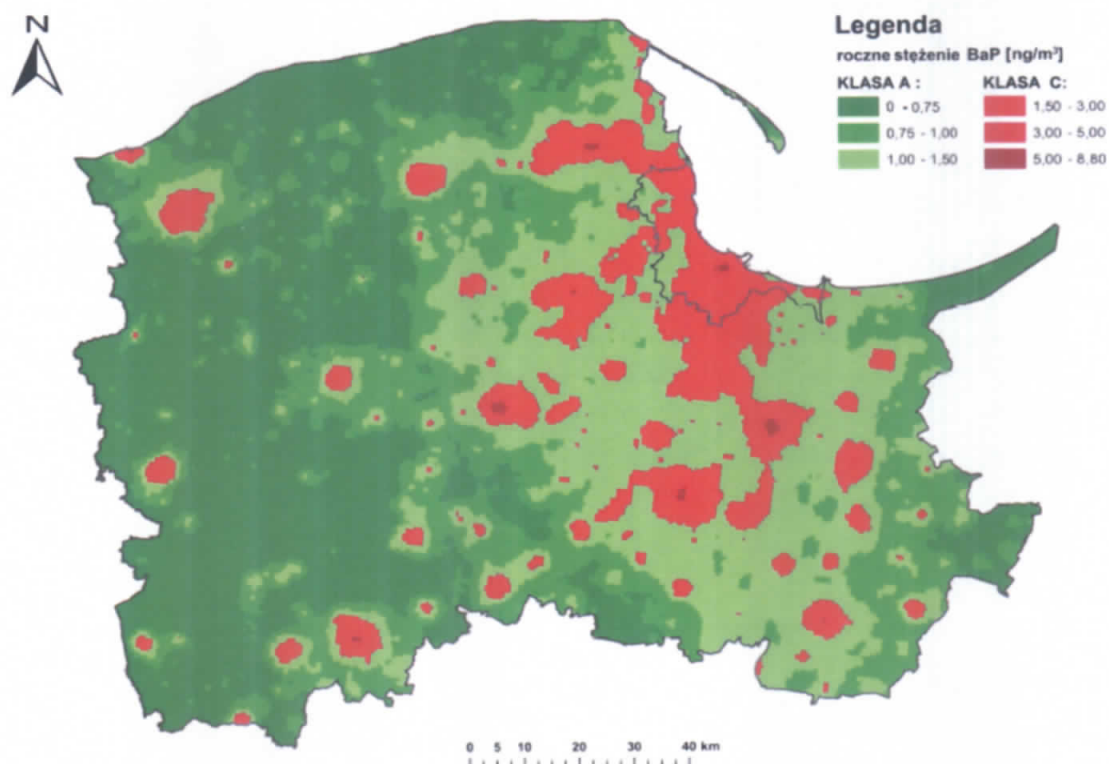 N
Legenda
roczne stężenie BaP [ng/m³]
KLASA A : KLASA C:
0 - 0,75 1,50 - 3,00
0,75 - 1,00 3,00 - 5,00
1,00 - 1,50 5,00 - 8,80
0 5 10 20 30 40 km